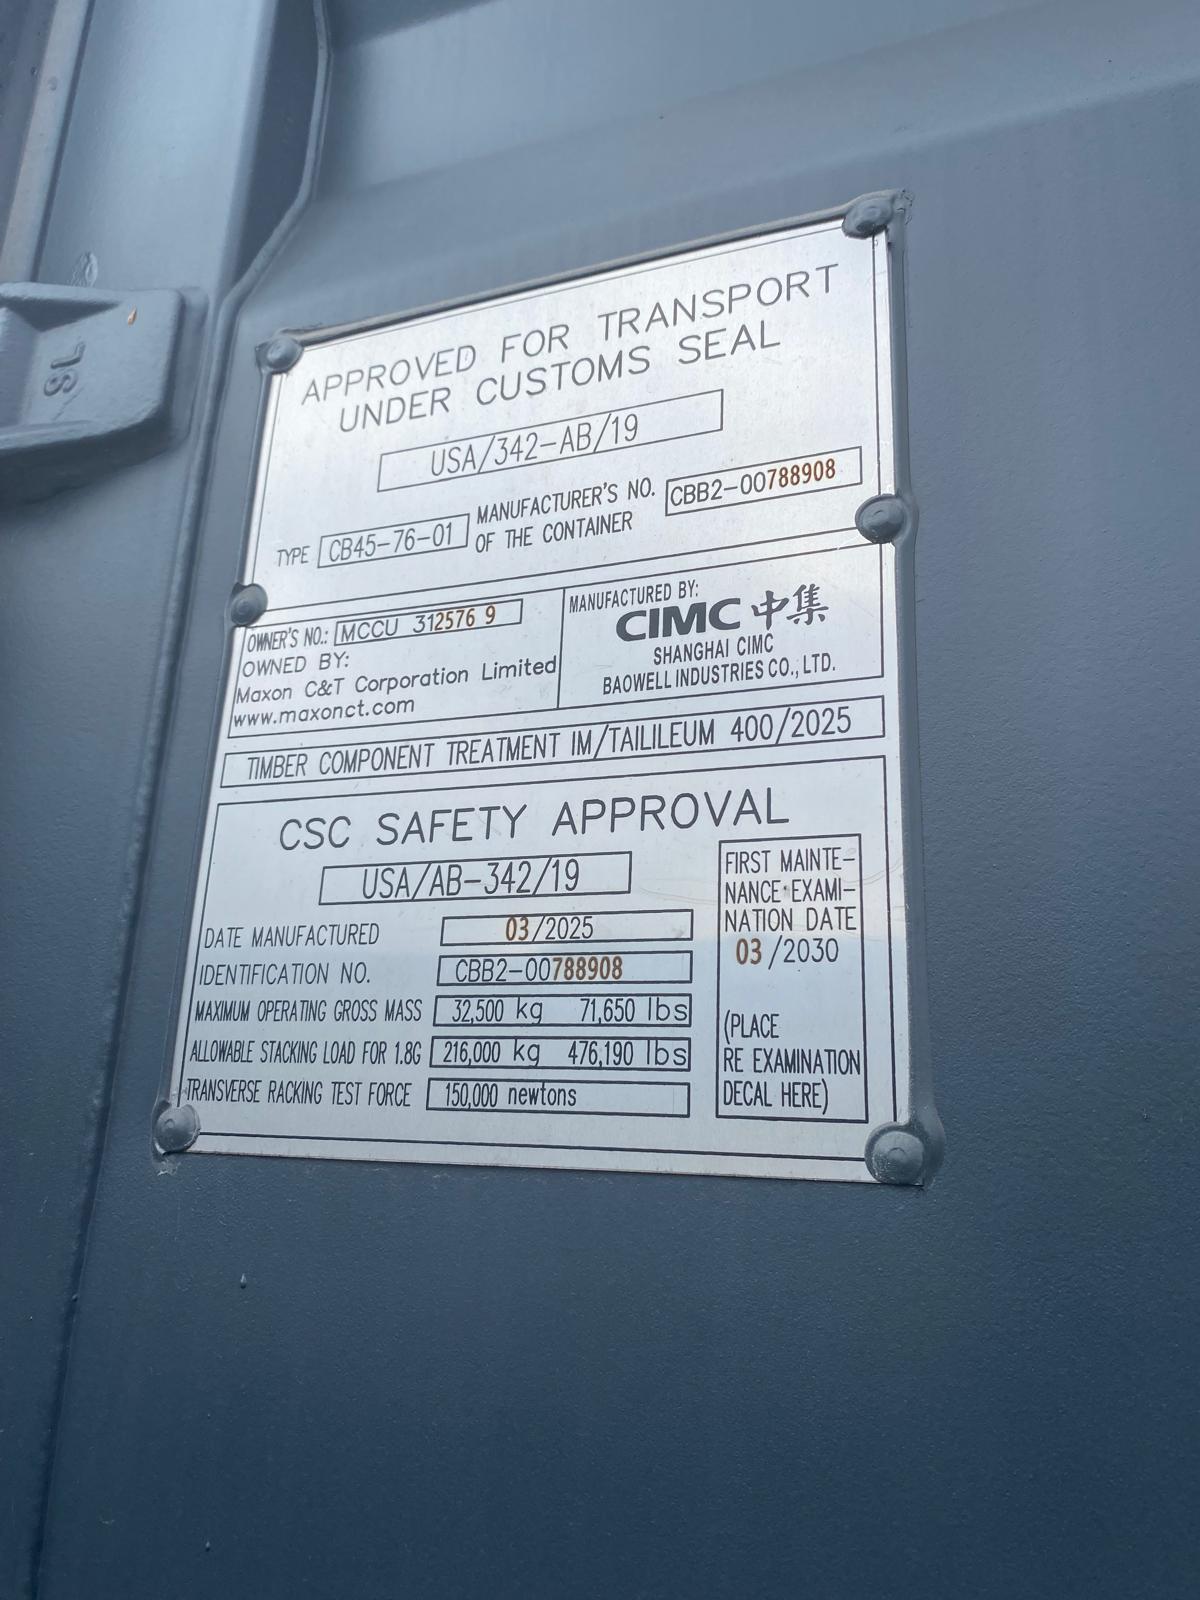 SL
APPROVED FOR TRANSPORT
UNDER CUSTOMS SEAL
USA/342-AB/19
TYPE CB45-76-01 MANUFACTURER'S NO. OF THE CONTAINER CBB2-00788908
OWNER'S NO.: MCCU 312576 9
OWNED BY:
Maxon C&T Corporation Limited
www.maxonct.com
MANUFACTURED BY:
CIMC 中集
SHANGHAI CIMC
BAOWELL INDUSTRIES CO., LTD.
TIMBER COMPONENT TREATMENT IM/TAILILEUM 400/2025
CSC SAFETY APPROVAL
USA/AB-342/19
DATE MANUFACTURED 03/2025
IDENTIFICATION NO. CBB2-00788908
MAXIMUM OPERATING GROSS MASS 32,500 kg 71,650 lbs
ALLOWABLE STACKING LOAD FOR 1.8G 216,000 kg 476,190 lbs
TRANSVERSE RACKING TEST FORCE 150,000 newtons
FIRST MAINTE-
NANCE EXAMI-
NATION DATE
03/2030
(PLACE
RE EXAMINATION
DECAL HERE)